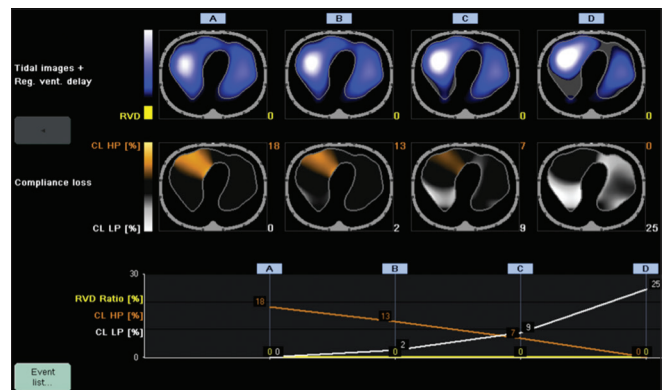 A B C D
Tidal images +
Reg. vent. delay
RVD 0 0 0 0
CL HP [%] 18 13 7 0
Compliance loss
CL LP [%] 0 2 9 25
A B C D
30
25
RVD Ratio [%]
18
CL HP [%] 13
CL LP [%] 2 7 9
0 0 0 0 0 0 0
Event
list...